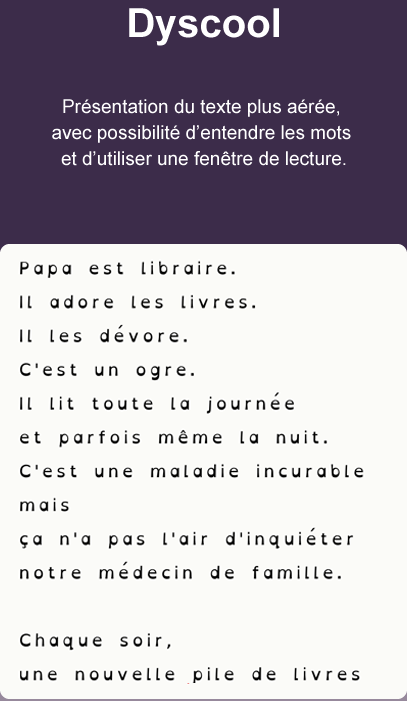 Dyscool
Présentation du texte plus aérée,
avec possibilité d’entendre les mots
et d’utiliser une fenêtre de lecture.
Papa est libraire.
Il adore les livres.
Il les dévore.
C'est un ogre.
Il lit toute la journée
et parfois même la nuit.
C'est une maladie incurable
mais
ça n'a pas l'air d'inquiéter
notre médecin de famille.
Chaque soir,
une nouvelle pile de livres